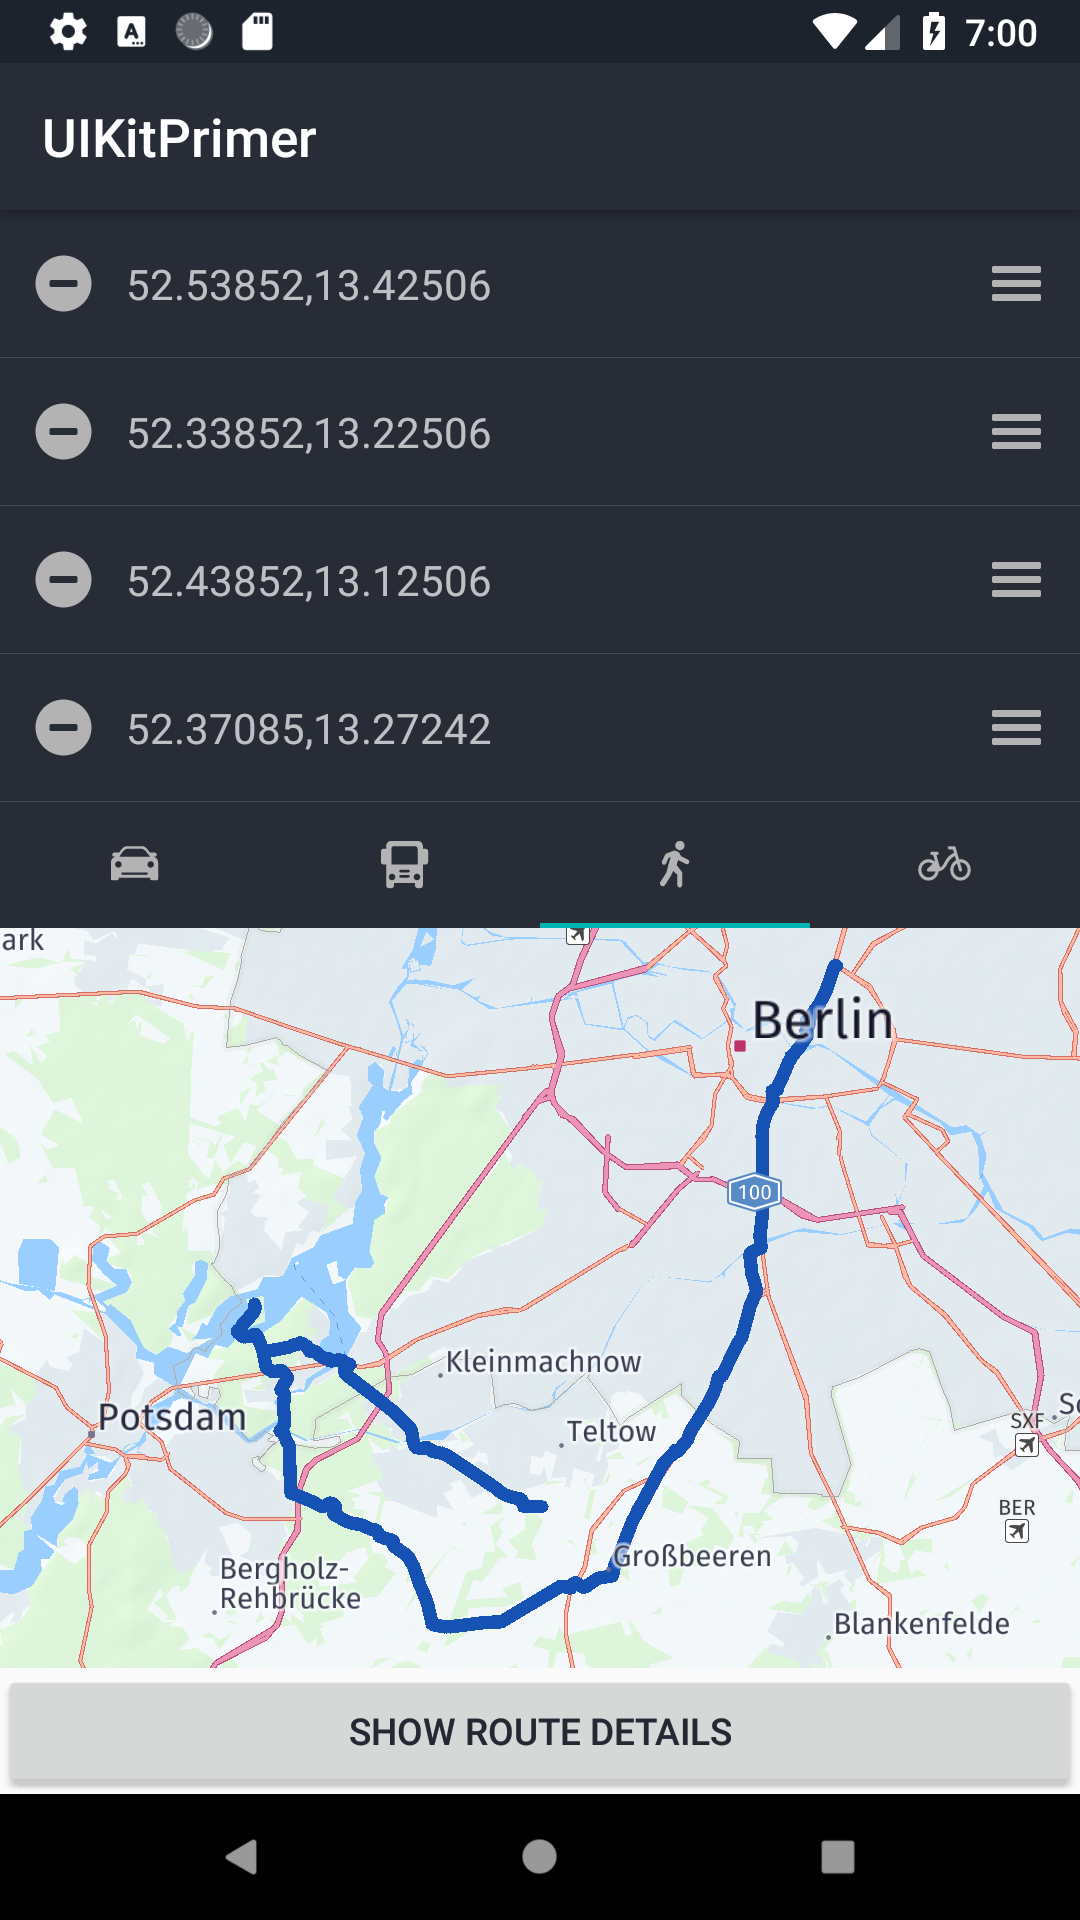 7:00
UIKitPrimer
52.53852,13.42506
52.33852,13.22506
52.43852,13.12506
52.37085,13.27242
ark
Berlin
100
Kleinmachnow
Potsdam
Teltow
SXF
BER
Großbeeren
Bergholz-
Rehbrücke
Blankenfelde
SHOW ROUTE DETAILS